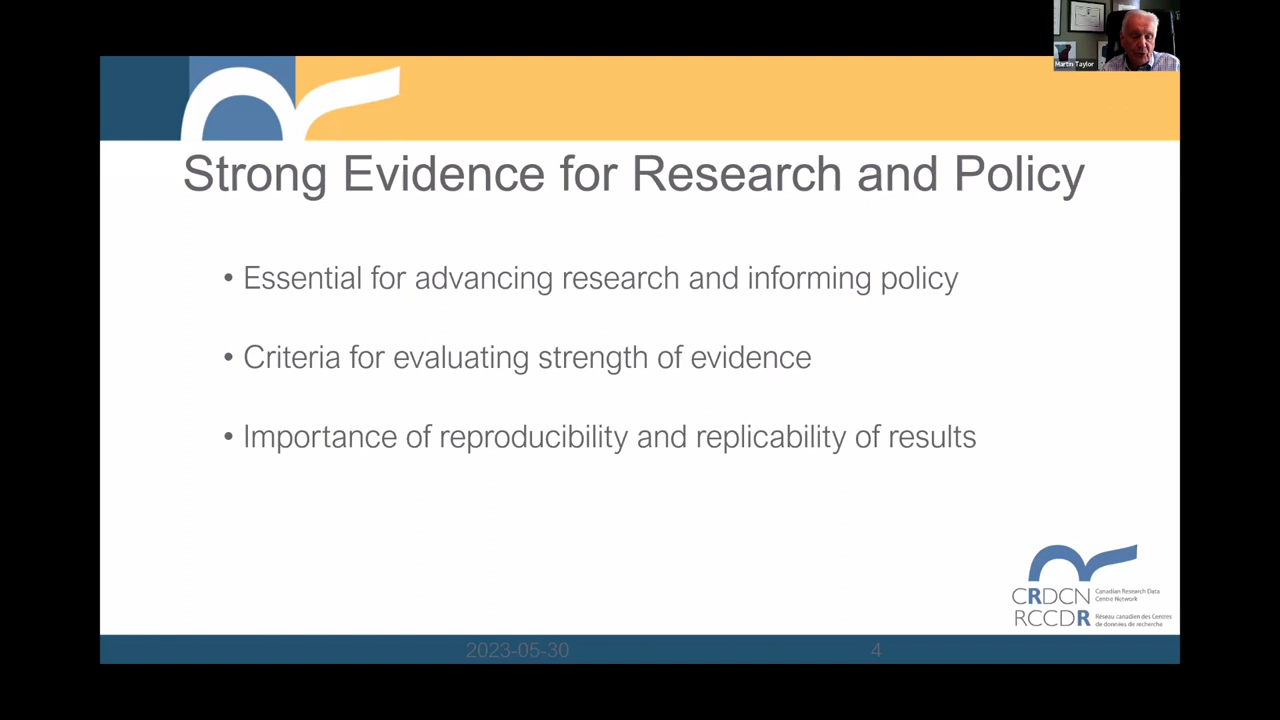 Martin Taylor
Strong Evidence for Research and Policy
• Essential for advancing research and informing policy
• Criteria for evaluating strength of evidence
• Importance of reproducibility and replicability of results
CRDCN Canadian Research Data
Centre Network
RCCDR Réseau canadien des Centres
de données de recherche
2023-05-30
4